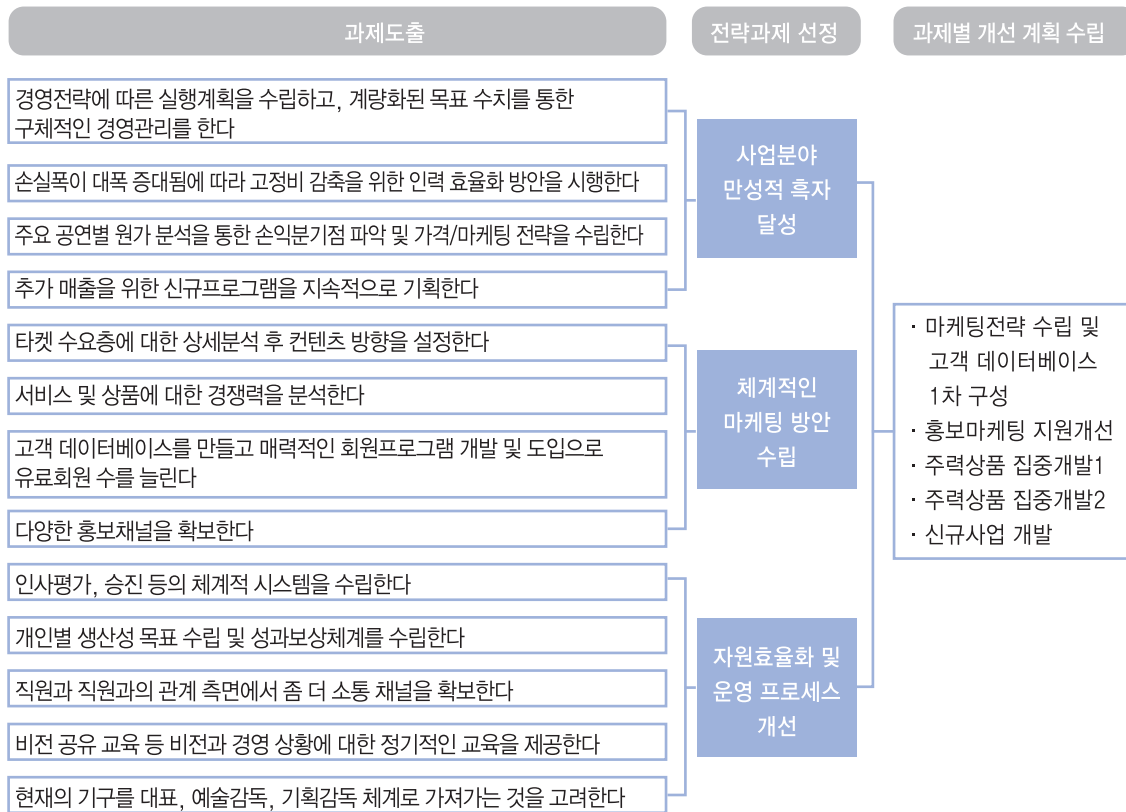 과제도출
전략과제 선정
과제별 개선 계획 수립
경영전략에 따른 실행계획을 수립하고, 계량화된 목표 수치를 통한
구체적인 경영관리를 한다
손실폭이 대폭 증대됨에 따라 고정비 감축을 위한 인력 효율화 방안을 시행한다
주요 공연별 원가 분석을 통한 손익분기점 파악 및 가격/마케팅 전략을 수립한다
추가 매출을 위한 신규프로그램을 지속적으로 기획한다
사업분야
만성적 흑자
달성
타켓 수요층에 대한 상세분석 후 컨텐츠 방향을 설정한다
서비스 및 상품에 대한 경쟁력을 분석한다
고객 데이터베이스를 만들고 매력적인 회원프로그램 개발 및 도입으로
유료회원 수를 늘린다
다양한 홍보채널을 확보한다
체계적인
마케팅 방안
수립
인사평가, 승진 등의 체계적 시스템을 수립한다
개인별 생산성 목표 수립 및 성과보상체계를 수립한다
직원과 직원과의 관계 측면에서 좀 더 소통 채널을 확보한다
비전 공유 교육 등 비전과 경영 상황에 대한 정기적인 교육을 제공한다
현재의 기구를 대표, 예술감독, 기획감독 체계로 가져가는 것을 고려한다
자원효율화 및
운영 프로세스
개선
· 마케팅전략 수립 및
고객 데이터베이스
1차 구성
· 홍보마케팅 지원개선
· 주력상품 집중개발1
· 주력상품 집중개발2
· 신규사업 개발